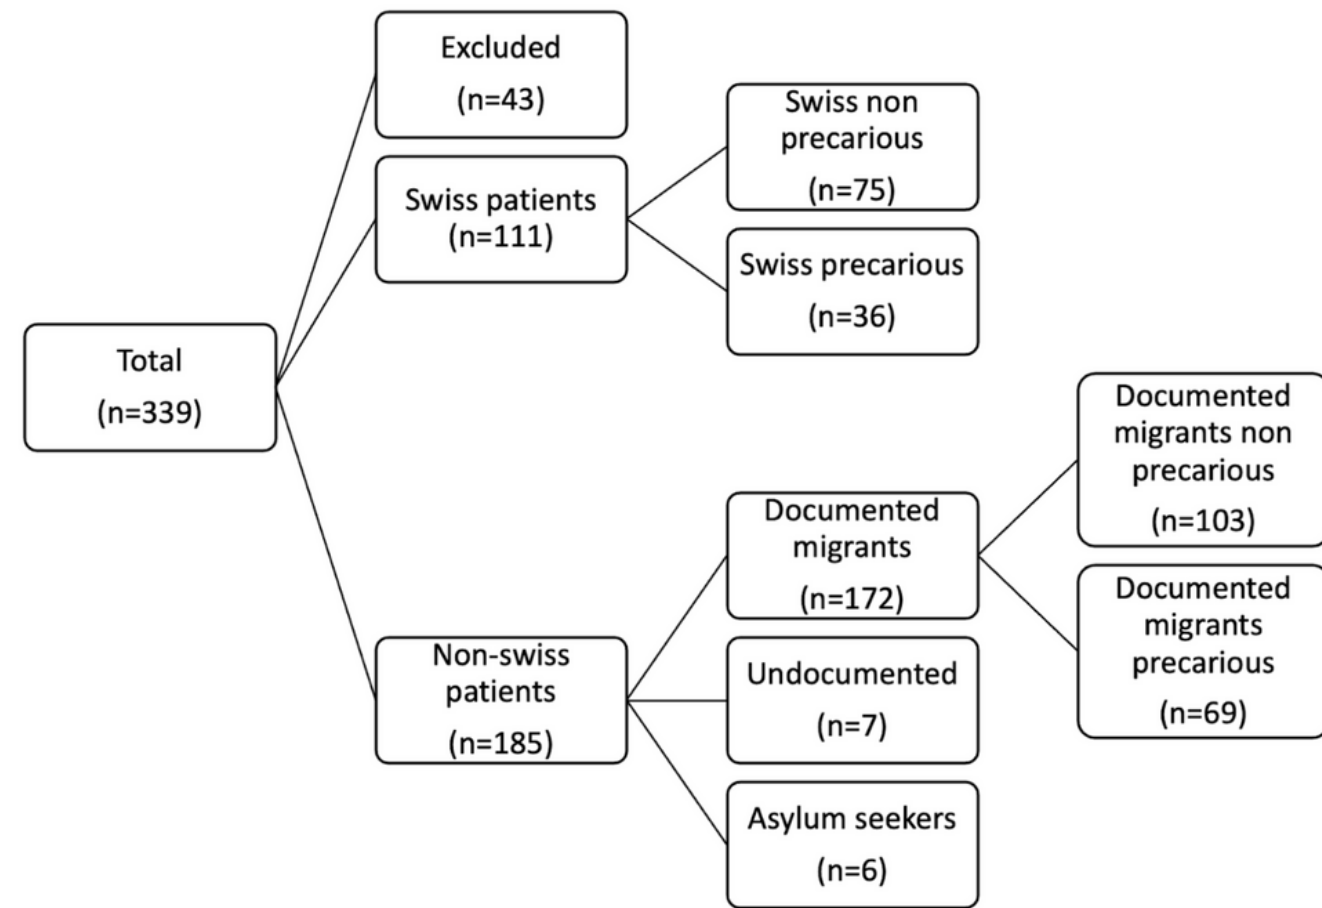 Total
(n=339)
Excluded
(n=43)
Swiss patients
(n=111)
Non-swiss
patients
(n=185)
Swiss non
precarious
(n=75)
Swiss precarious
(n=36)
Documented
migrants
(n=172)
Undocumented
(n=7)
Asylum seekers
(n=6)
Documented
migrants non
precarious
(n=103)
Documented
migrants
precarious
(n=69)